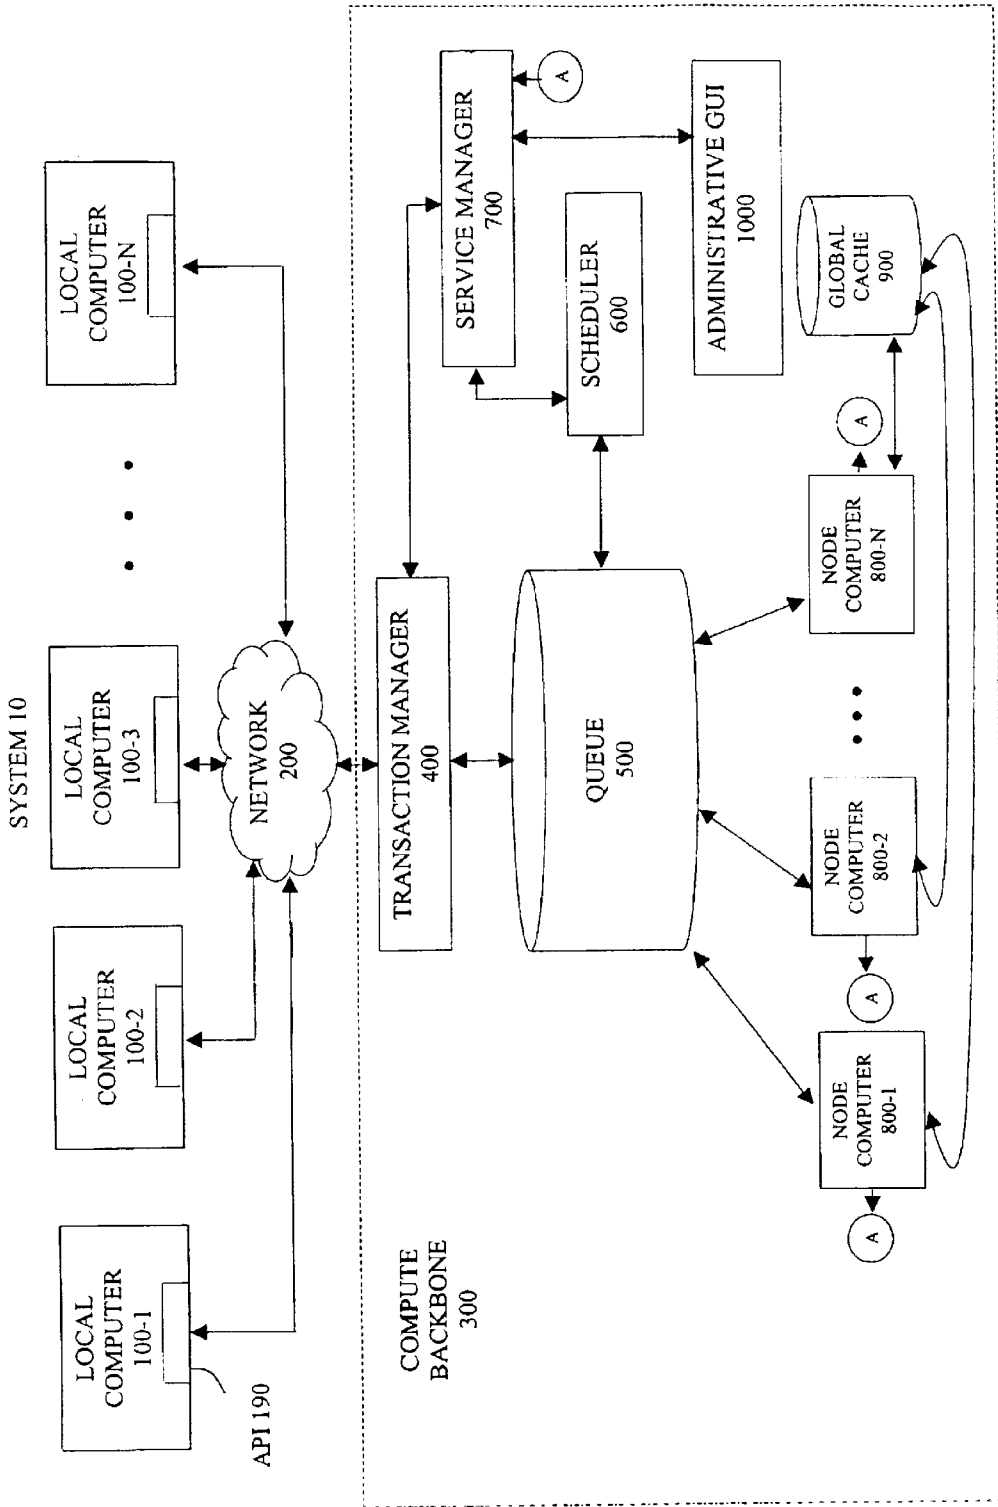 SYSTEM 10
LOCAL
COMPUTER
100-1
API 190
LOCAL
COMPUTER
100-2
LOCAL
COMPUTER
100-3
LOCAL
COMPUTER
100-N
NETWORK
200
COMPUTE
BACKBONE
300
TRANSACTION MANAGER
400
SERVICE MANAGER
700
A
QUEUE
500
SCHEDULER
600
ADMINISTRATIVE GUI
1000
NODE
COMPUTER
800-1
A
NODE
COMPUTER
800-2
A
NODE
COMPUTER
800-N
A
GLOBAL
CACHE
900